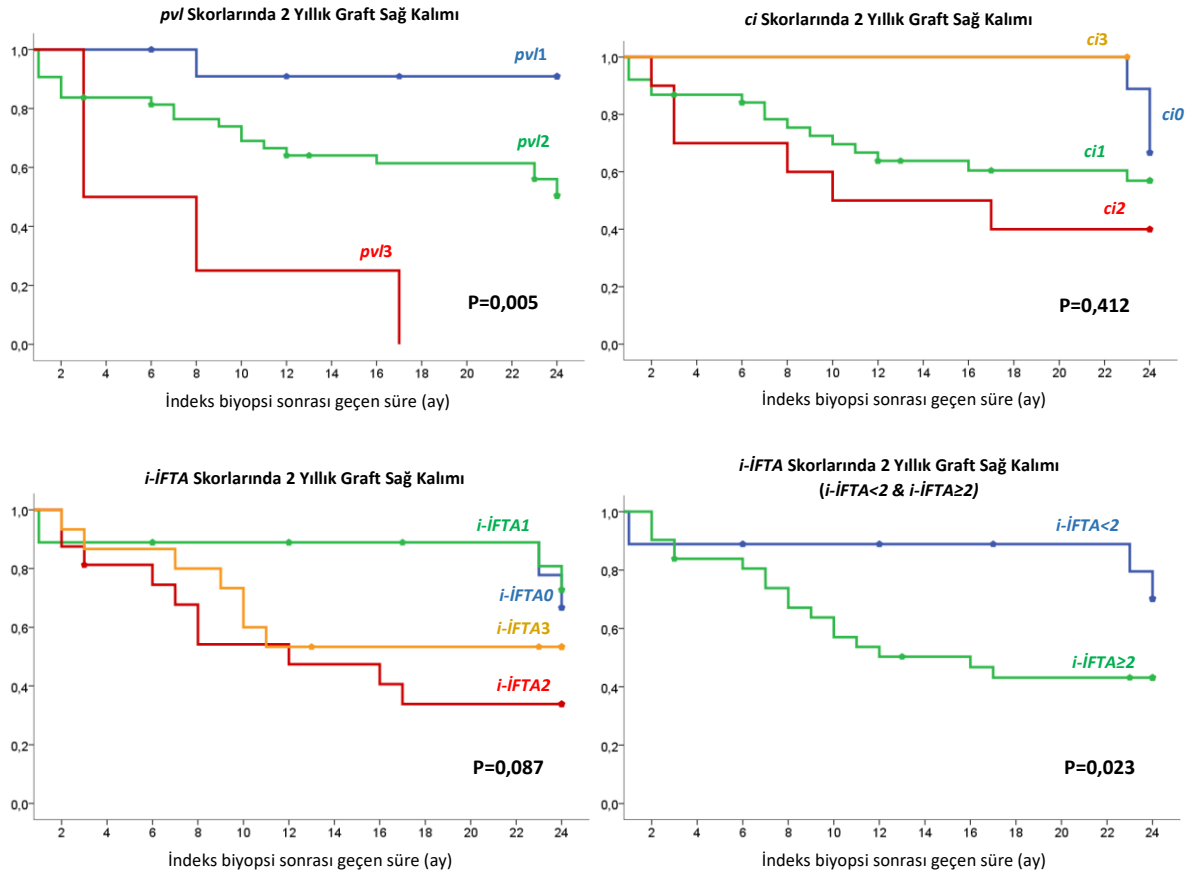 pvl Skorlarında 2 Yıllık Graft Sağ Kalımı
1,0
0,8
0,6
0,4
0,2
0,0
pvl1
pvl2
pvl3
P=0,005
2 4 6 8 10 12 14 16 18 20 22 24
İndeks biyopsi sonrası geçen süre (ay)
ci Skorlarında 2 Yıllık Graft Sağ Kalımı
1,0
0,8
0,6
0,4
0,2
0,0
ci3
ci0
ci1
ci2
P=0,412
2 4 6 8 10 12 14 16 18 20 22 24
İndeks biyopsi sonrası geçen süre (ay)
i-İFTA Skorlarında 2 Yıllık Graft Sağ Kalımı
1,0
0,8
0,6
0,4
0,2
0,0
i-İFTA1
i-İFTA0
i-İFTA3
i-İFTA2
P=0,087
2 4 6 8 10 12 14 16 18 20 22 24
İndeks biyopsi sonrası geçen süre (ay)
i-İFTA Skorlarında 2 Yıllık Graft Sağ Kalımı
(i-İFTA<2 & i-İFTA≥2)
1,0
0,8
0,6
0,4
0,2
0,0
i-İFTA<2
i-İFTA≥2
P=0,023
2 4 6 8 10 12 14 16 18 20 22 24
İndeks biyopsi sonrası geçen süre (ay)